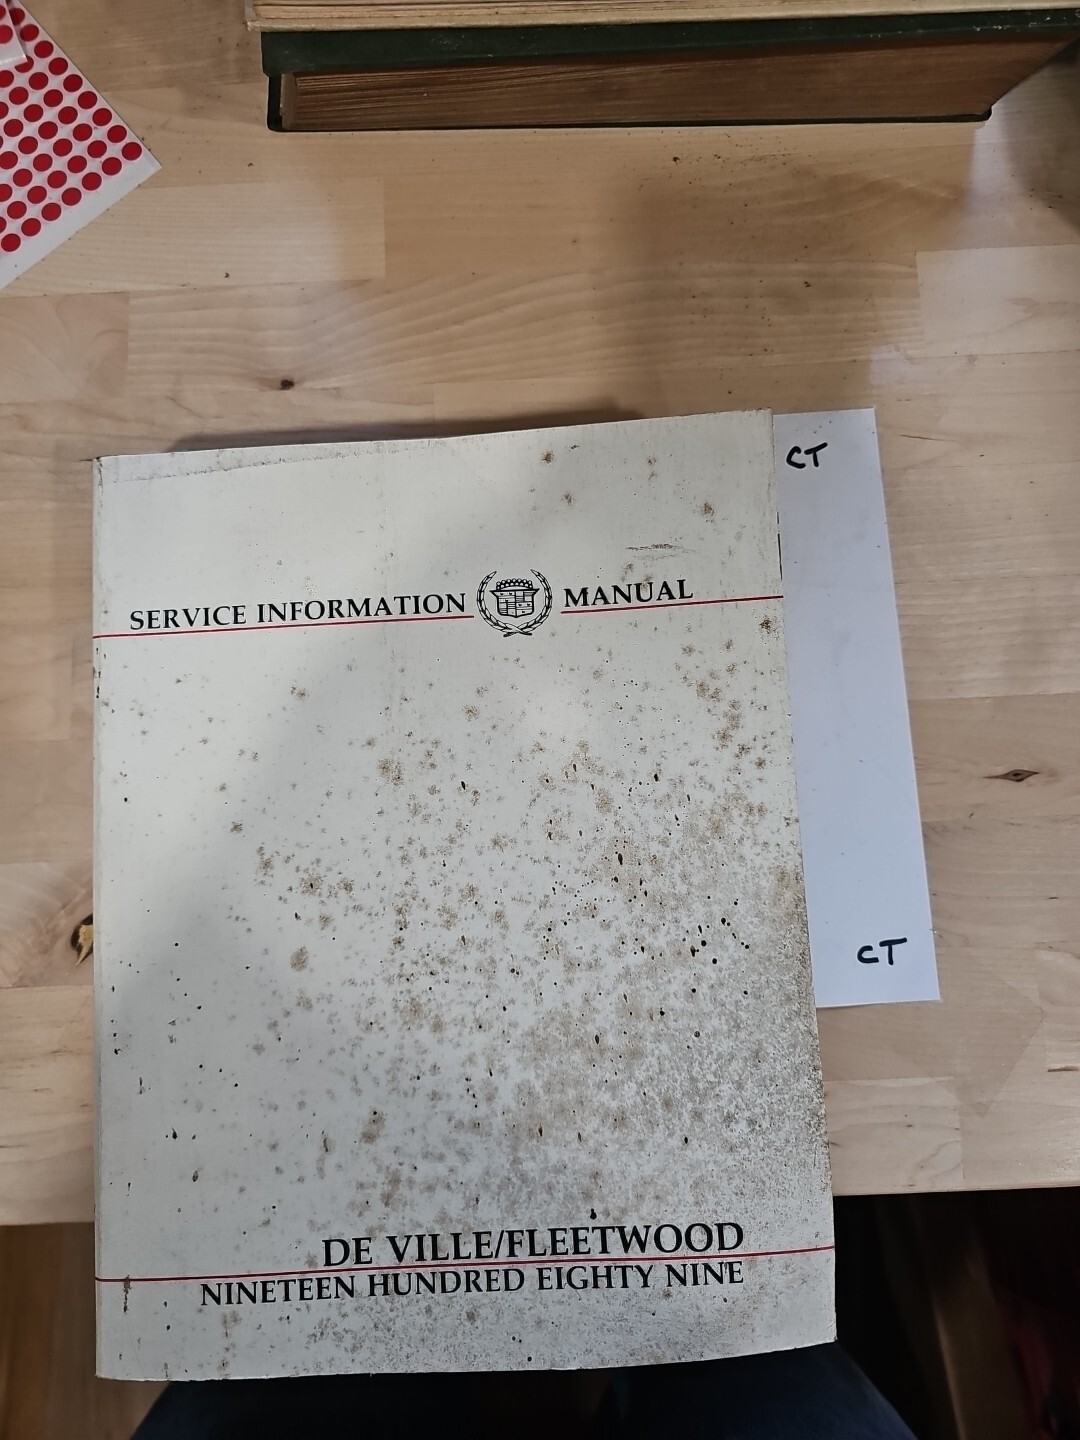 CT
SERVICE INFORMATION MANUAL
CT
DE VILLE/FLEETWOOD
NINETEEN HUNDRED EIGHTY NINE